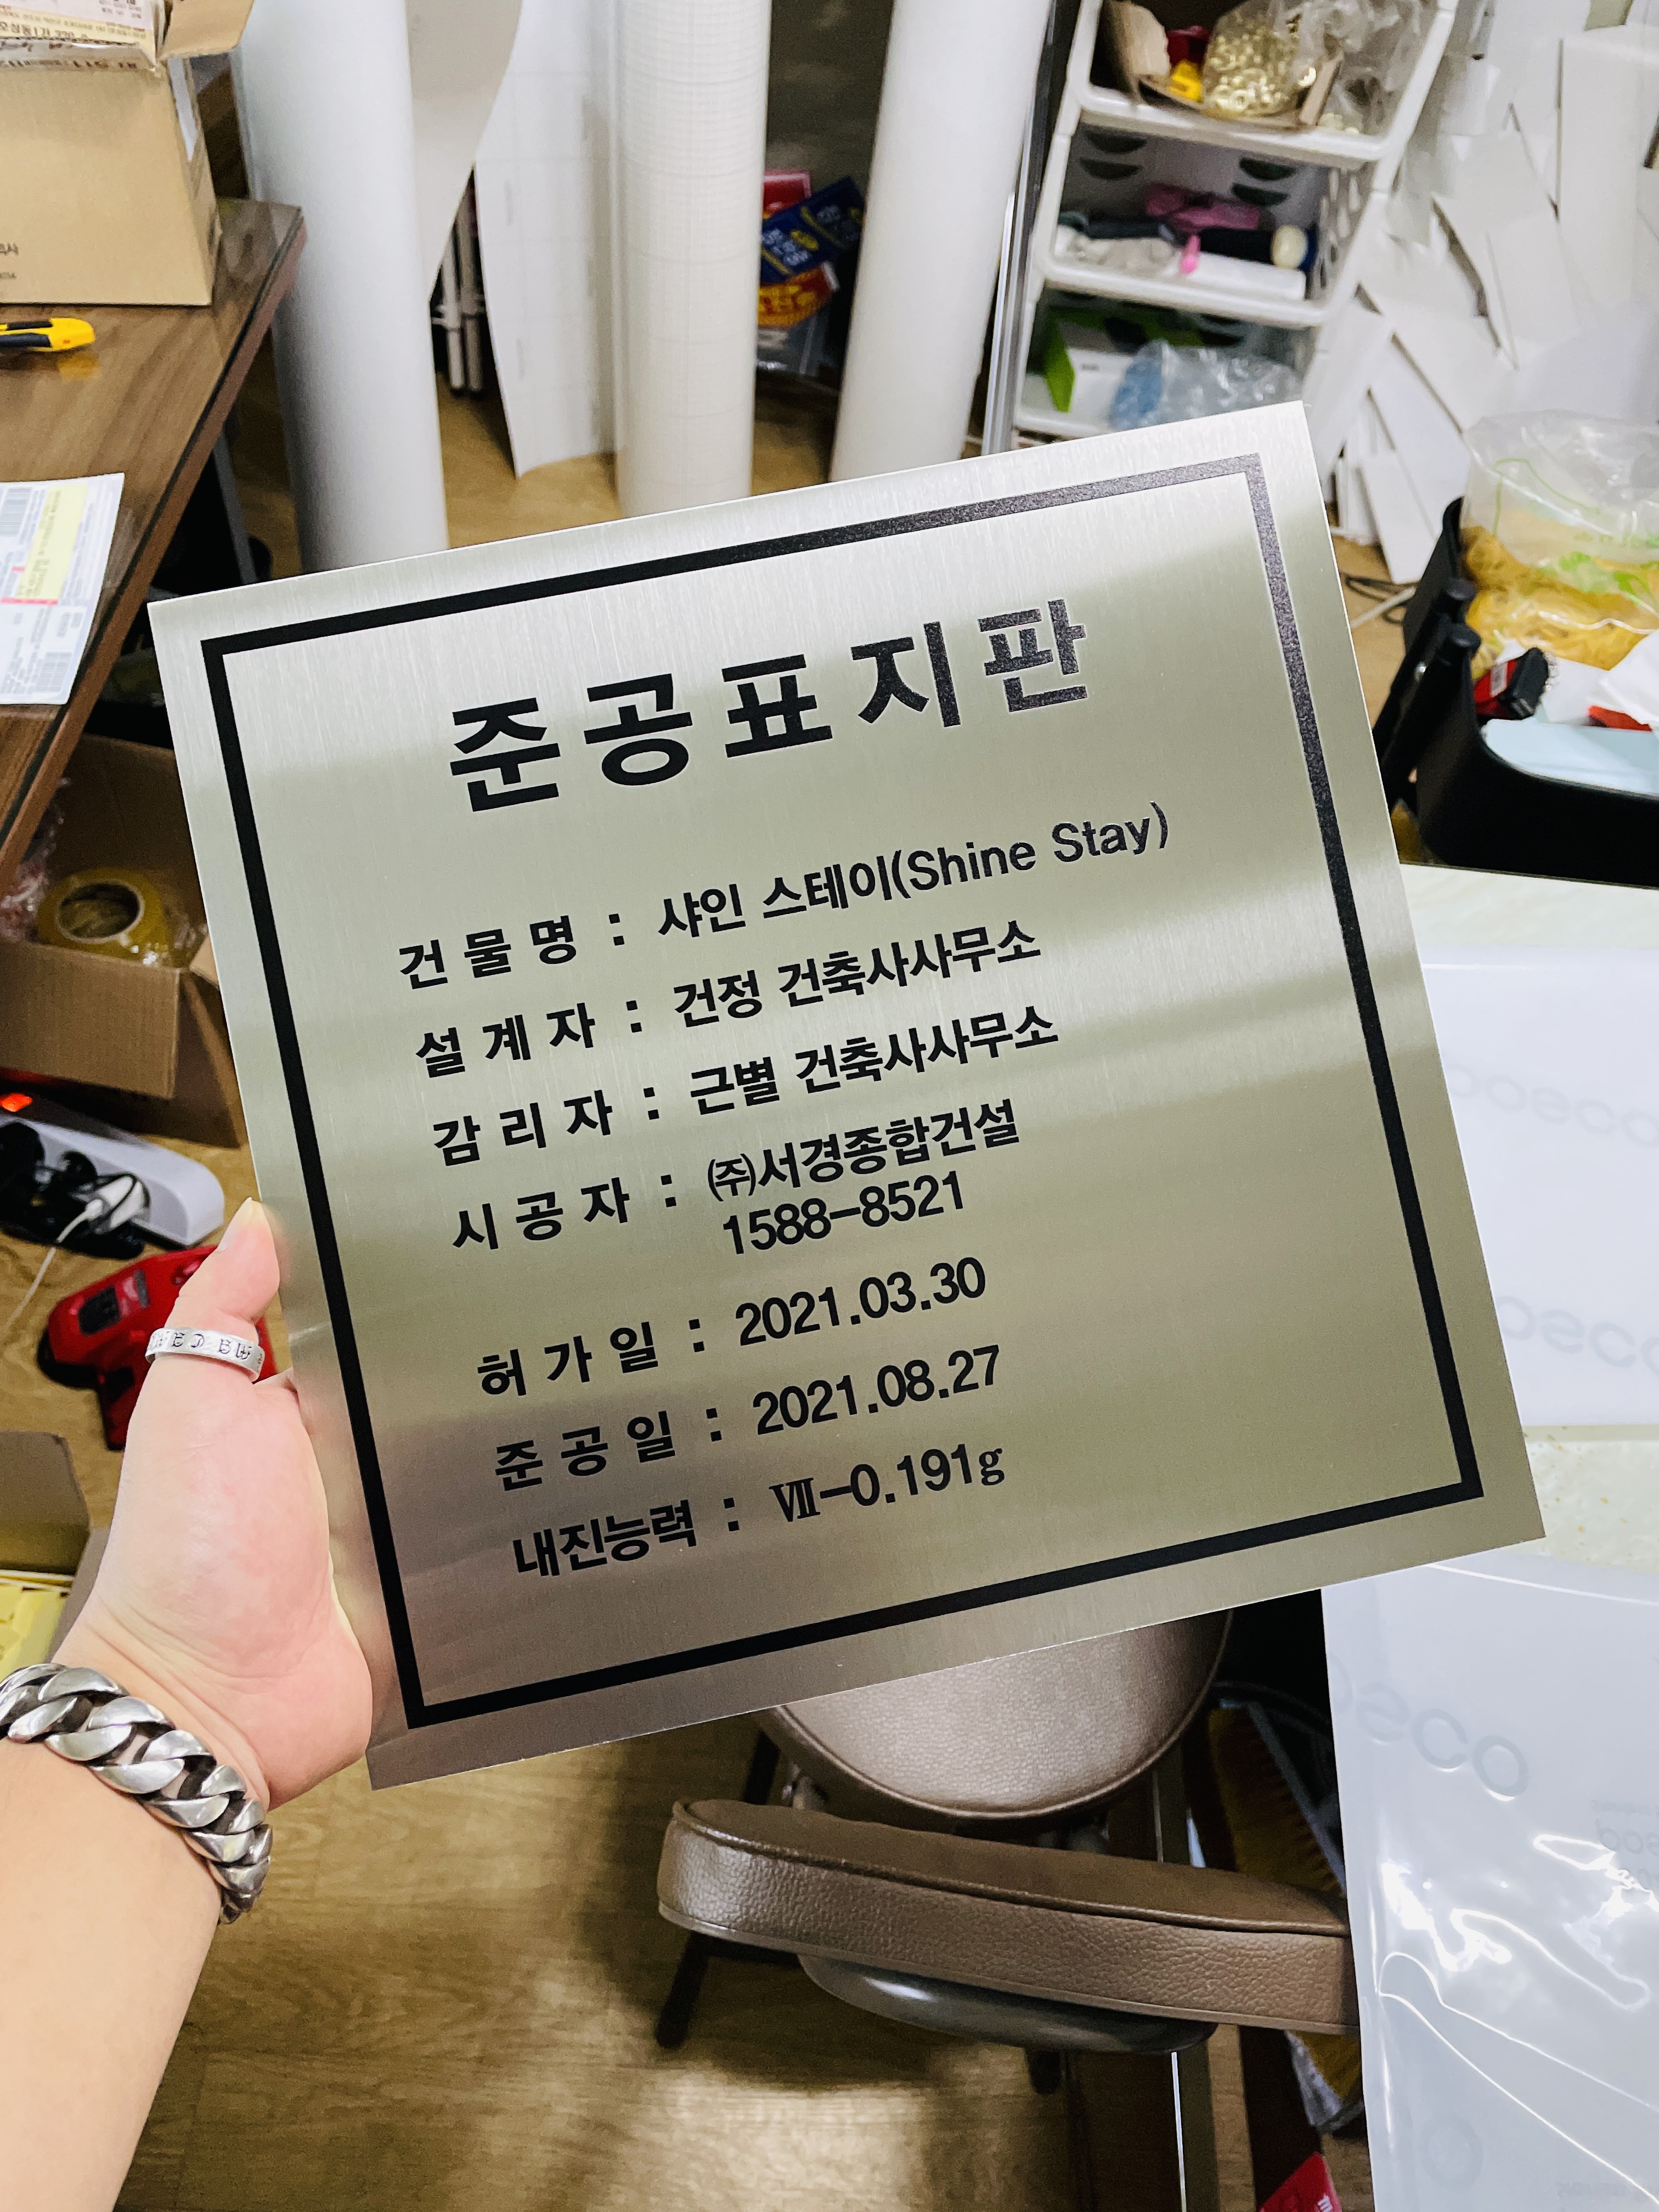 준공표지판
건물명 : 샤인 스테이(Shine Stay)
설계자 : 건정 건축사사무소
감리자 : 근별 건축사사무소
시공자 : ㈜서경종합건설
1588-8521
허가일 : 2021.03.30
준공일 : 2021.08.27
내진능력 : Ⅶ-0.191g